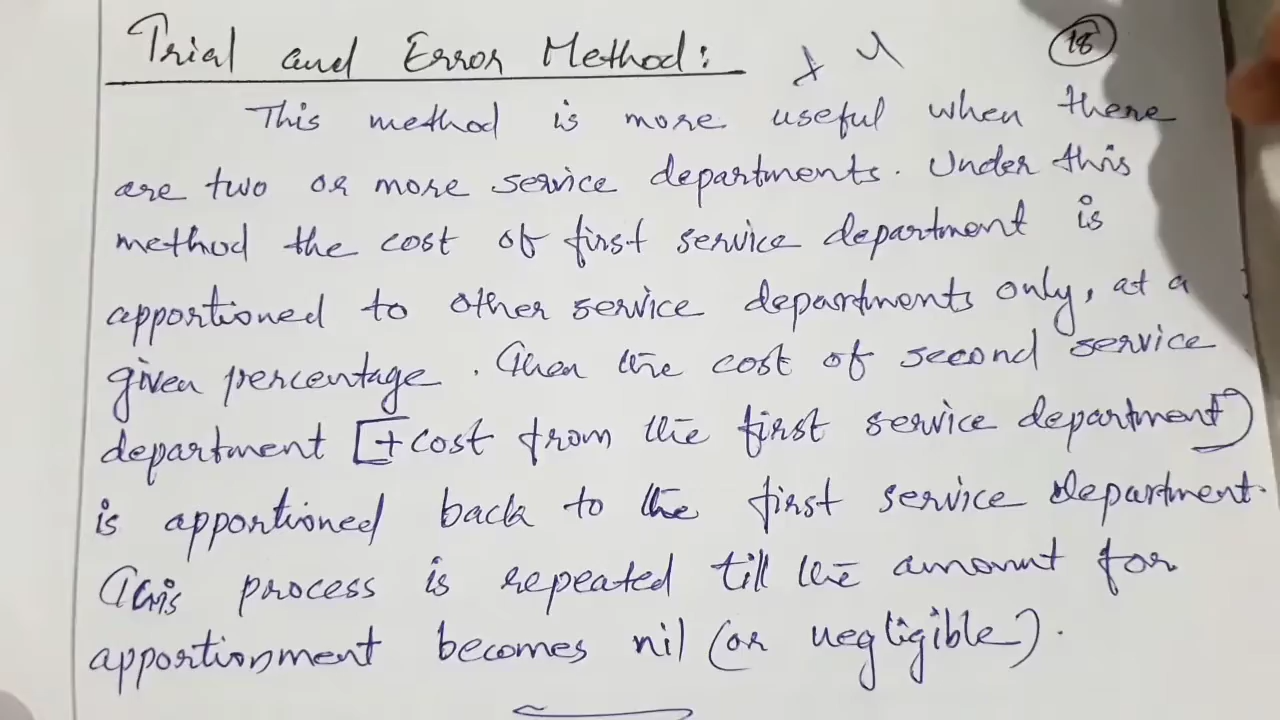 Trial and Error Method:
18
This method is more useful when there
are two or more service departments. Under this
method the cost of first service department is
apportioned to other service departments only, at a
given percentage. Then the cost of second service
department [+cost from the first service department)
is apportioned back to the first service department.
This process is repeated till the amount for
apportionment becomes nil (or negligible).